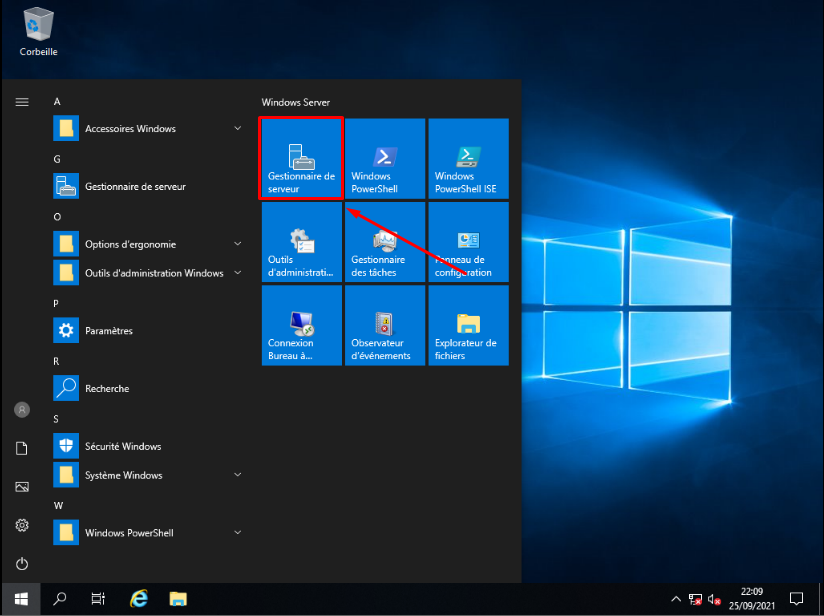 Corbeille
A
Accessoires Windows
G
Gestionnaire de serveur
O
Options d'ergonomie
Outils d'administration Windows
P
Paramètres
R
Recherche
S
Sécurité Windows
Système Windows
W
Windows PowerShell
Windows Server
Gestionnaire de
serveur
Windows
PowerShell
Windows
PowerShell ISE
Outils
d'administrati...
Gestionnaire
des tâches
Panneau de
configuration
Connexion
Bureau à...
Observateur
d'événements
Explorateur de
fichiers
22:09
25/09/2021